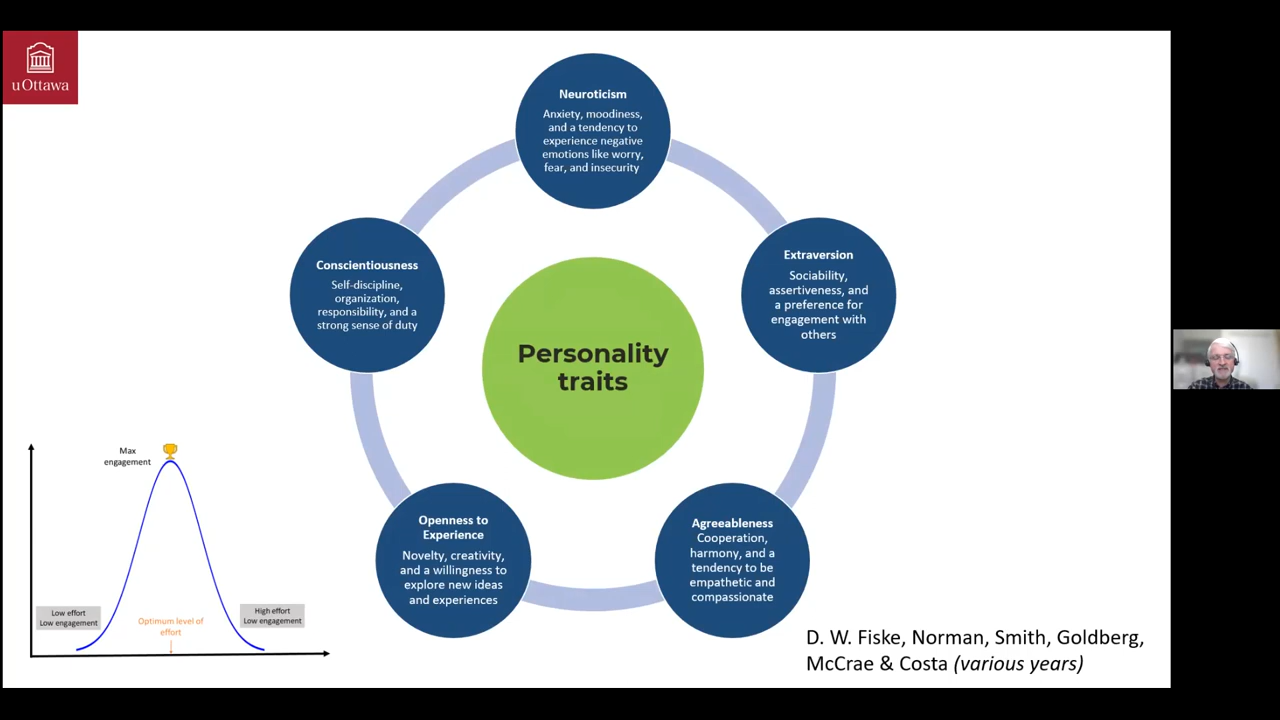 uOttawa
Neuroticism
Anxiety, moodiness,
and a tendency to
experience negative
emotions like worry,
fear, and insecurity
Extraversion
Sociability,
assertiveness, and
a preference for
engagement with
others
Agreeableness
Cooperation,
harmony, and a
tendency to be
empathetic and
compassionate
Openness to
Experience
Novelty, creativity,
and a willingness to
explore new ideas
and experiences
Conscientiousness
Self-discipline,
organization,
responsibility, and a
strong sense of duty
Personality
traits
Max
engagement
Low effort
Low engagement
Optimum level of
effort
High effort
Low engagement
D. W. Fiske, Norman, Smith, Goldberg,
McCrae & Costa (various years)